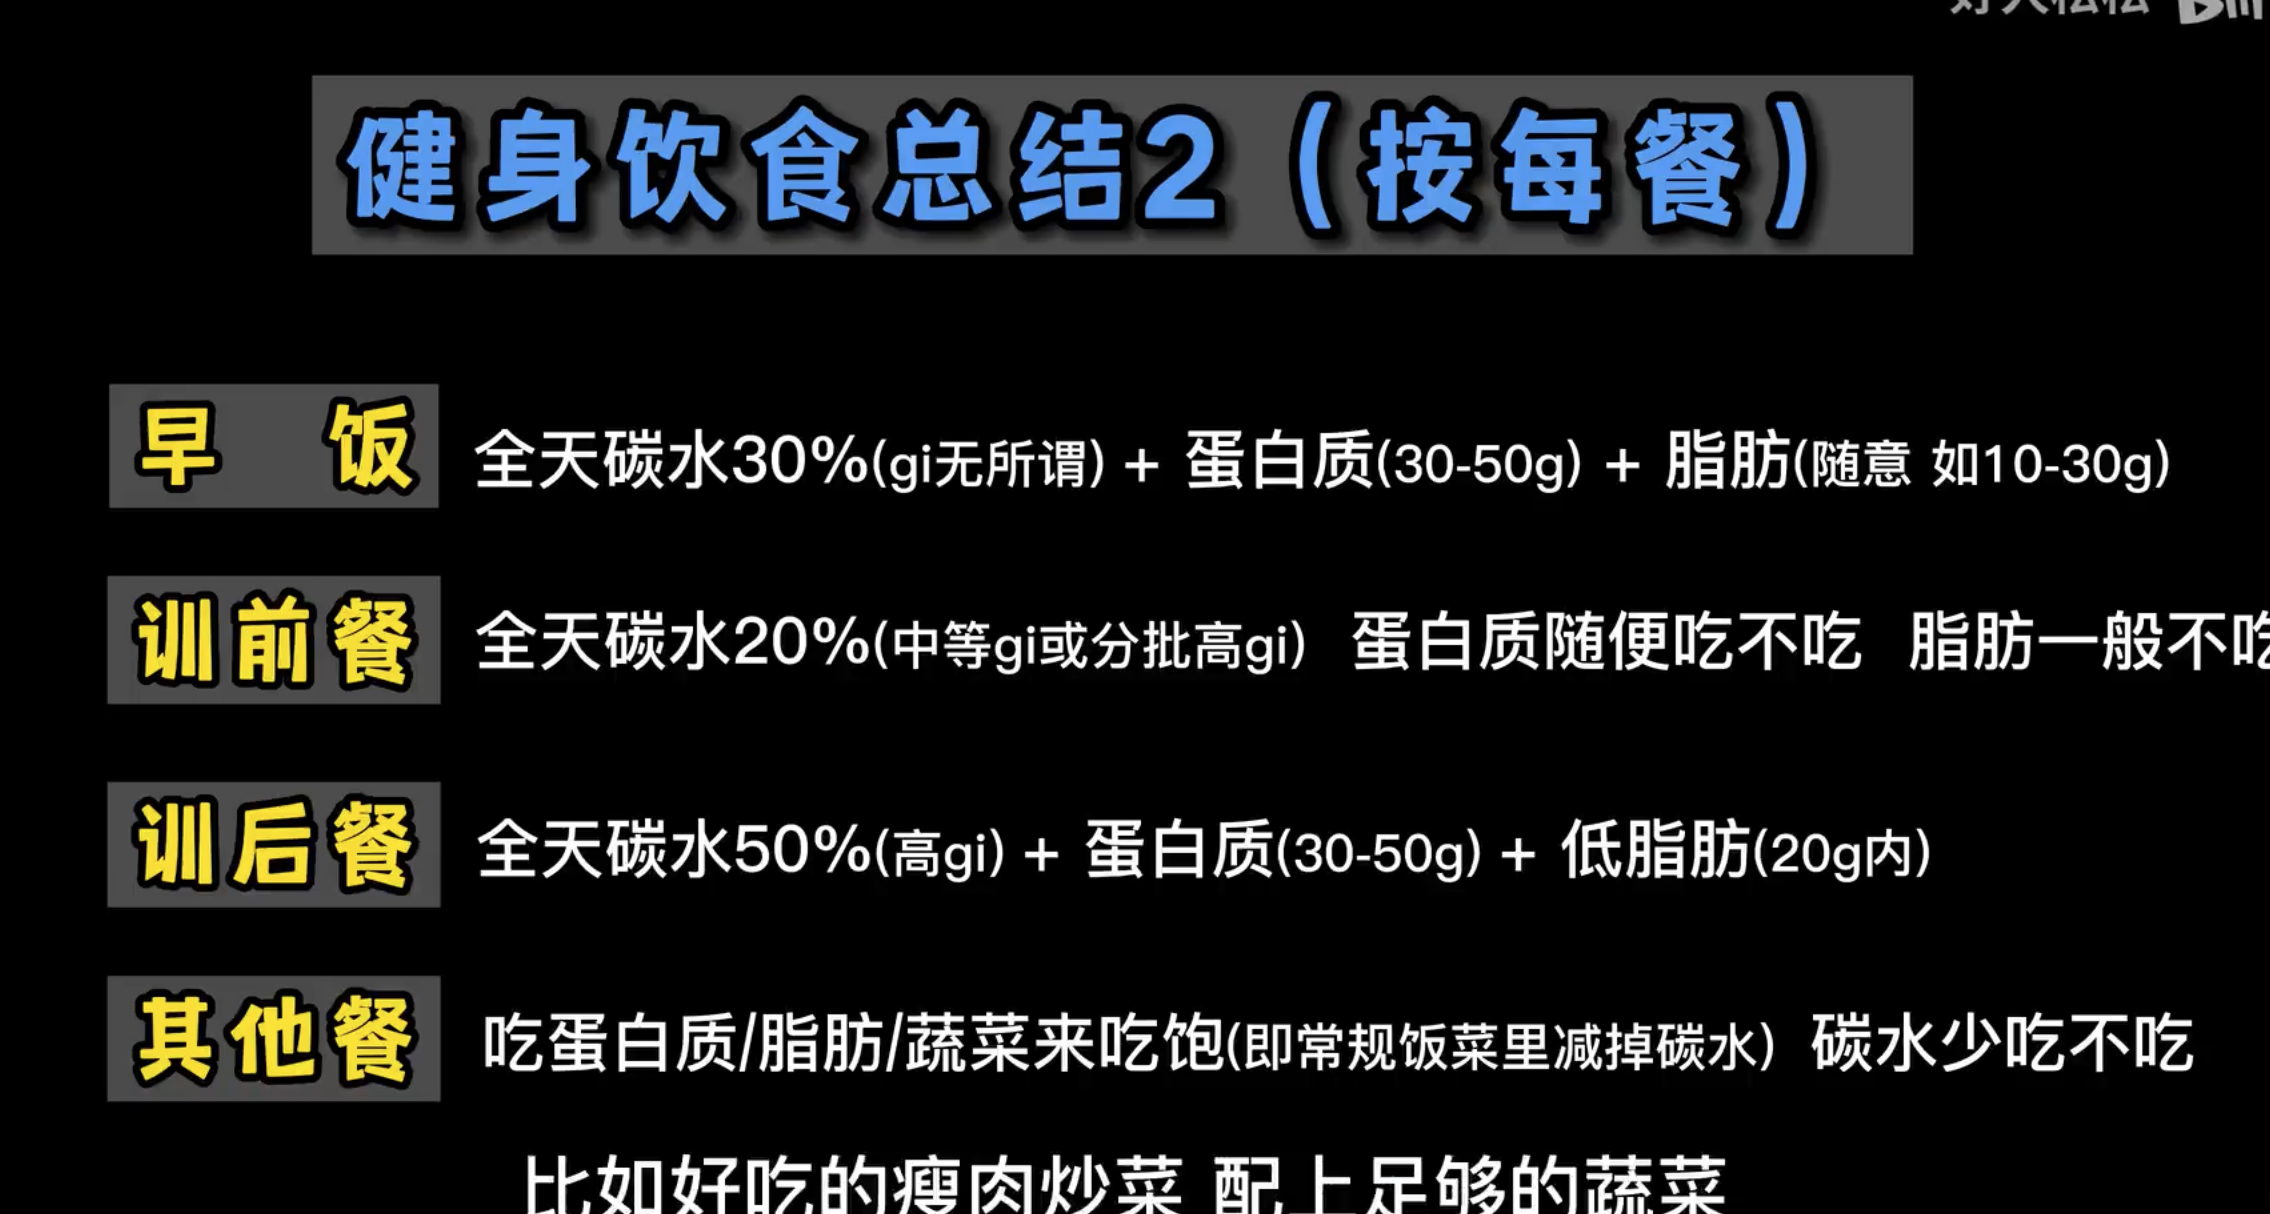 健身饮食总结2（按每餐）
早 饭 全天碳水30%(gi无所谓) + 蛋白质(30-50g) + 脂肪(随意 如10-30g)
训前餐 全天碳水20%(中等gi或分批高gi) 蛋白质随便吃不吃 脂肪一般不吃
训后餐 全天碳水50%(高gi) + 蛋白质(30-50g) + 低脂肪(20g内)
其他餐 吃蛋白质/脂肪/蔬菜来吃饱(即常规饭菜里减掉碳水) 碳水少吃不吃
比如好吃的瘦肉炒菜 配上足够的蔬菜